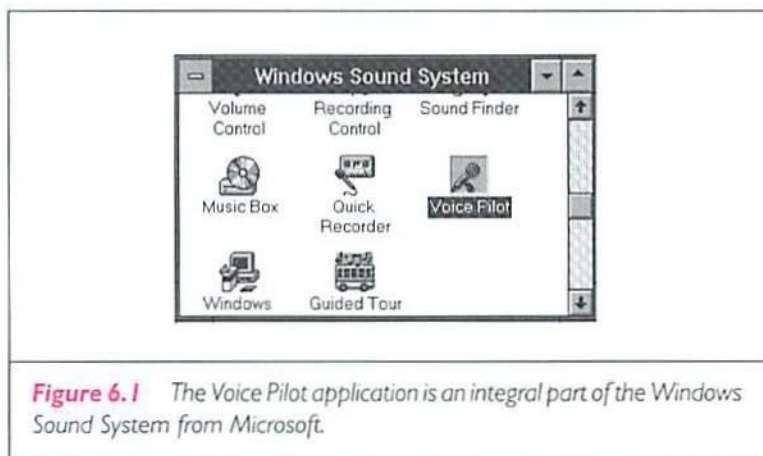 Windows Sound System
Volume Recording Sound Finder
Control Control
Music Box Quick Voice Pilot
Recorder
Windows Guided Tour
Figure 6.1 The Voice Pilot application is an integral part of the Windows
Sound System from Microsoft.